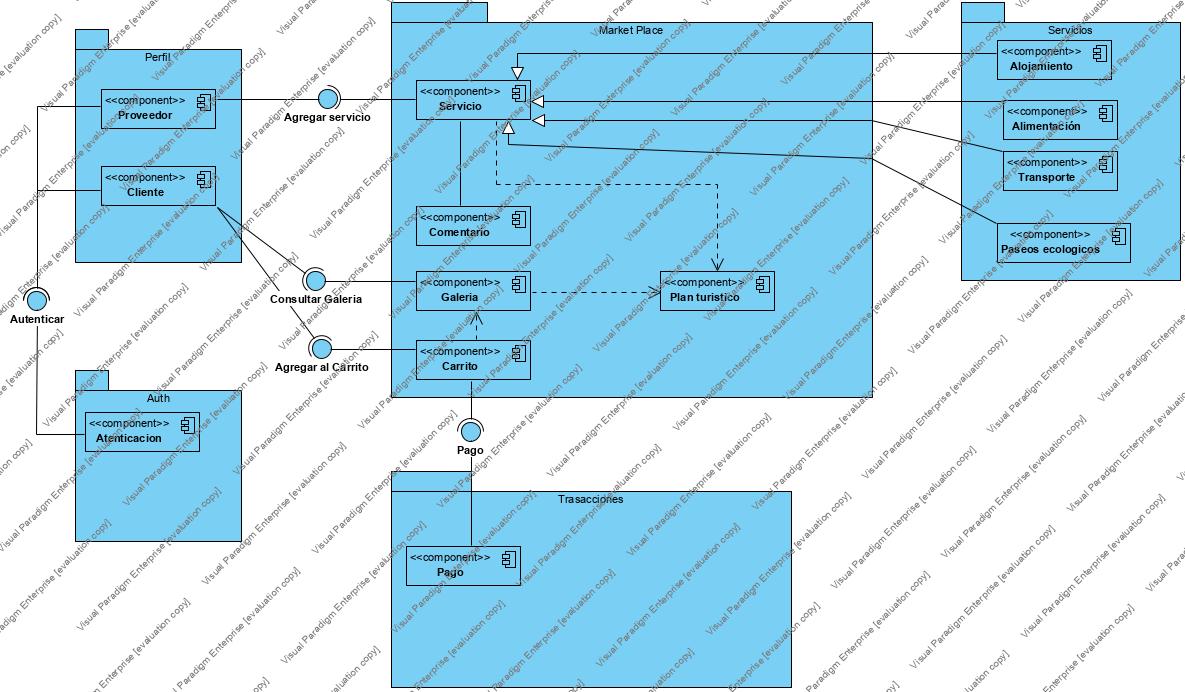 Perfil
<<component>>
Proveedor
<<component>>
Cliente
Agregar servicio
Consultar Galeria
Agregar al Carrito
Autenticar
Auth
<<component>>
Atenticacion
Market Place
<<component>>
Servicio
<<component>>
Comentario
<<component>>
Galeria
<<component>>
Plan turistico
<<component>>
Carrito
Pago
Trasacciones
<<component>>
Pago
Servicios
<<component>>
Alojamiento
<<component>>
Alimentación
<<component>>
Transporte
<<component>>
Paseos ecologicos
Visual Paradigm Enterprise [evaluation copy]